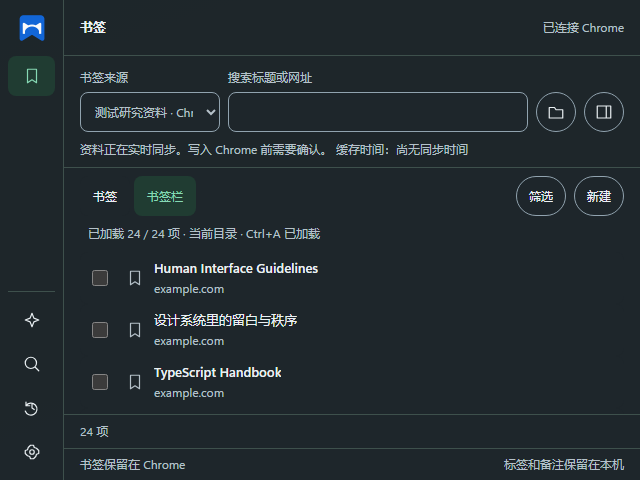 书签
已连接 Chrome
书签来源
搜索标题或网址
测试研究资料 · Chr
资料正在实时同步。写入 Chrome 前需要确认。 缓存时间：尚无同步时间
书签
书签栏
筛选
新建
已加载 24 / 24 项 · 当前目录 · Ctrl+A 已加载
Human Interface Guidelines
example.com
设计系统里的留白与秩序
example.com
TypeScript Handbook
example.com
24 项
书签保留在 Chrome
标签和备注保留在本机